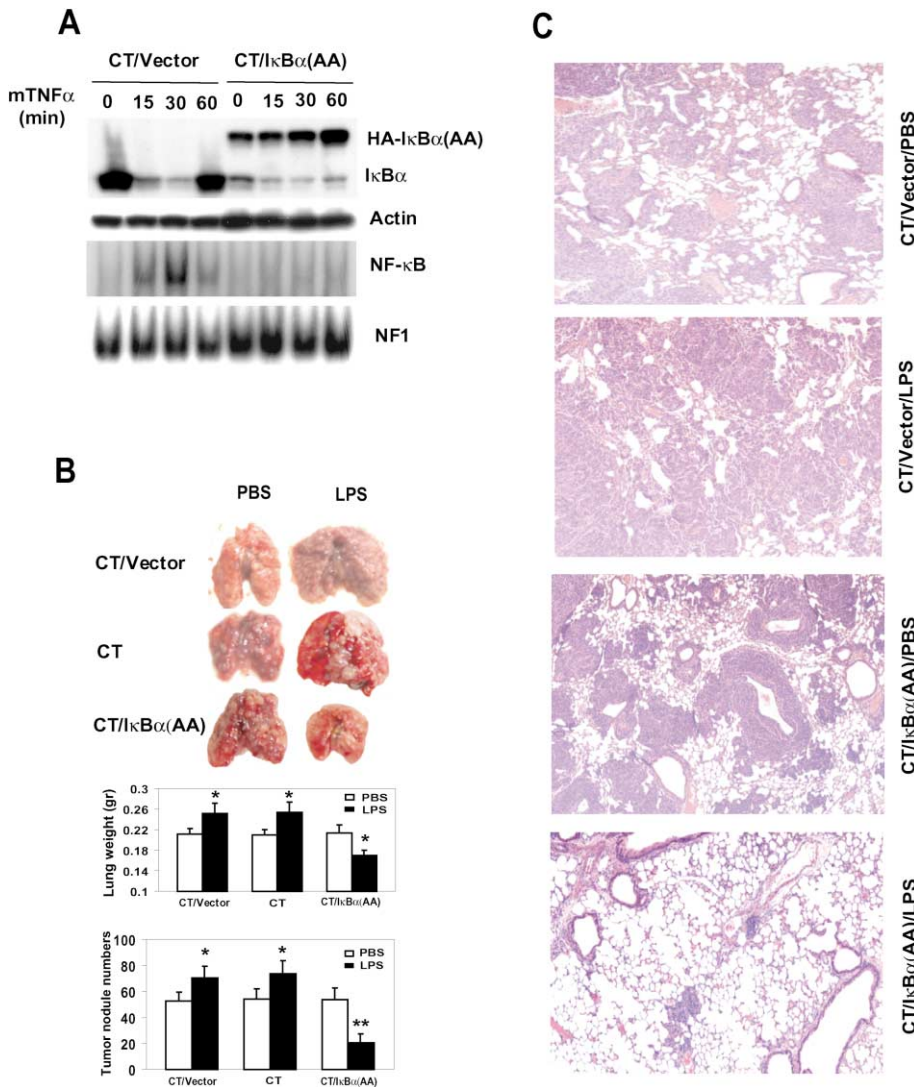 A
CT/Vector CT/IκBα(AA)
mTNFα
(min)
0 15 30 60 0 15 30 60
HA-IκBα(AA)
IκBα
Actin
NF-κB
NF1
B
PBS LPS
CT/Vector
CT
CT/IκBα(AA)
Lung weight (gr)
0.3
0.26
0.22
0.18
0.14
0.1
PBS
LPS
* * *
CT/Vector CT CT/IκBα(AA)
Tumor nodule numbers
100
80
60
40
20
0
PBS
LPS
* * **
CT/Vector CT CT/IκBα(AA)
C
CT/Vector/PBS
CT/Vector/LPS
CT/IκBα(AA)/PBS
CT/IκBα(AA)/LPS